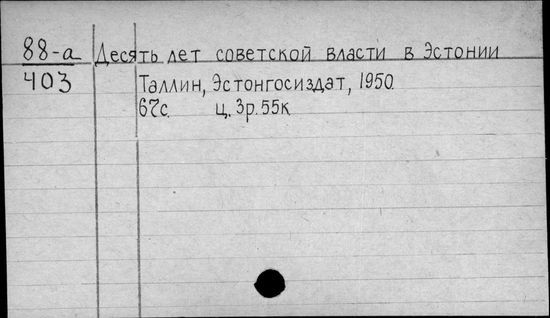 88-а Десять лет советской власти в Эстонии
403 Таллин, Эстонгосиздат, 1950.
67с. ц. 3р. 55к